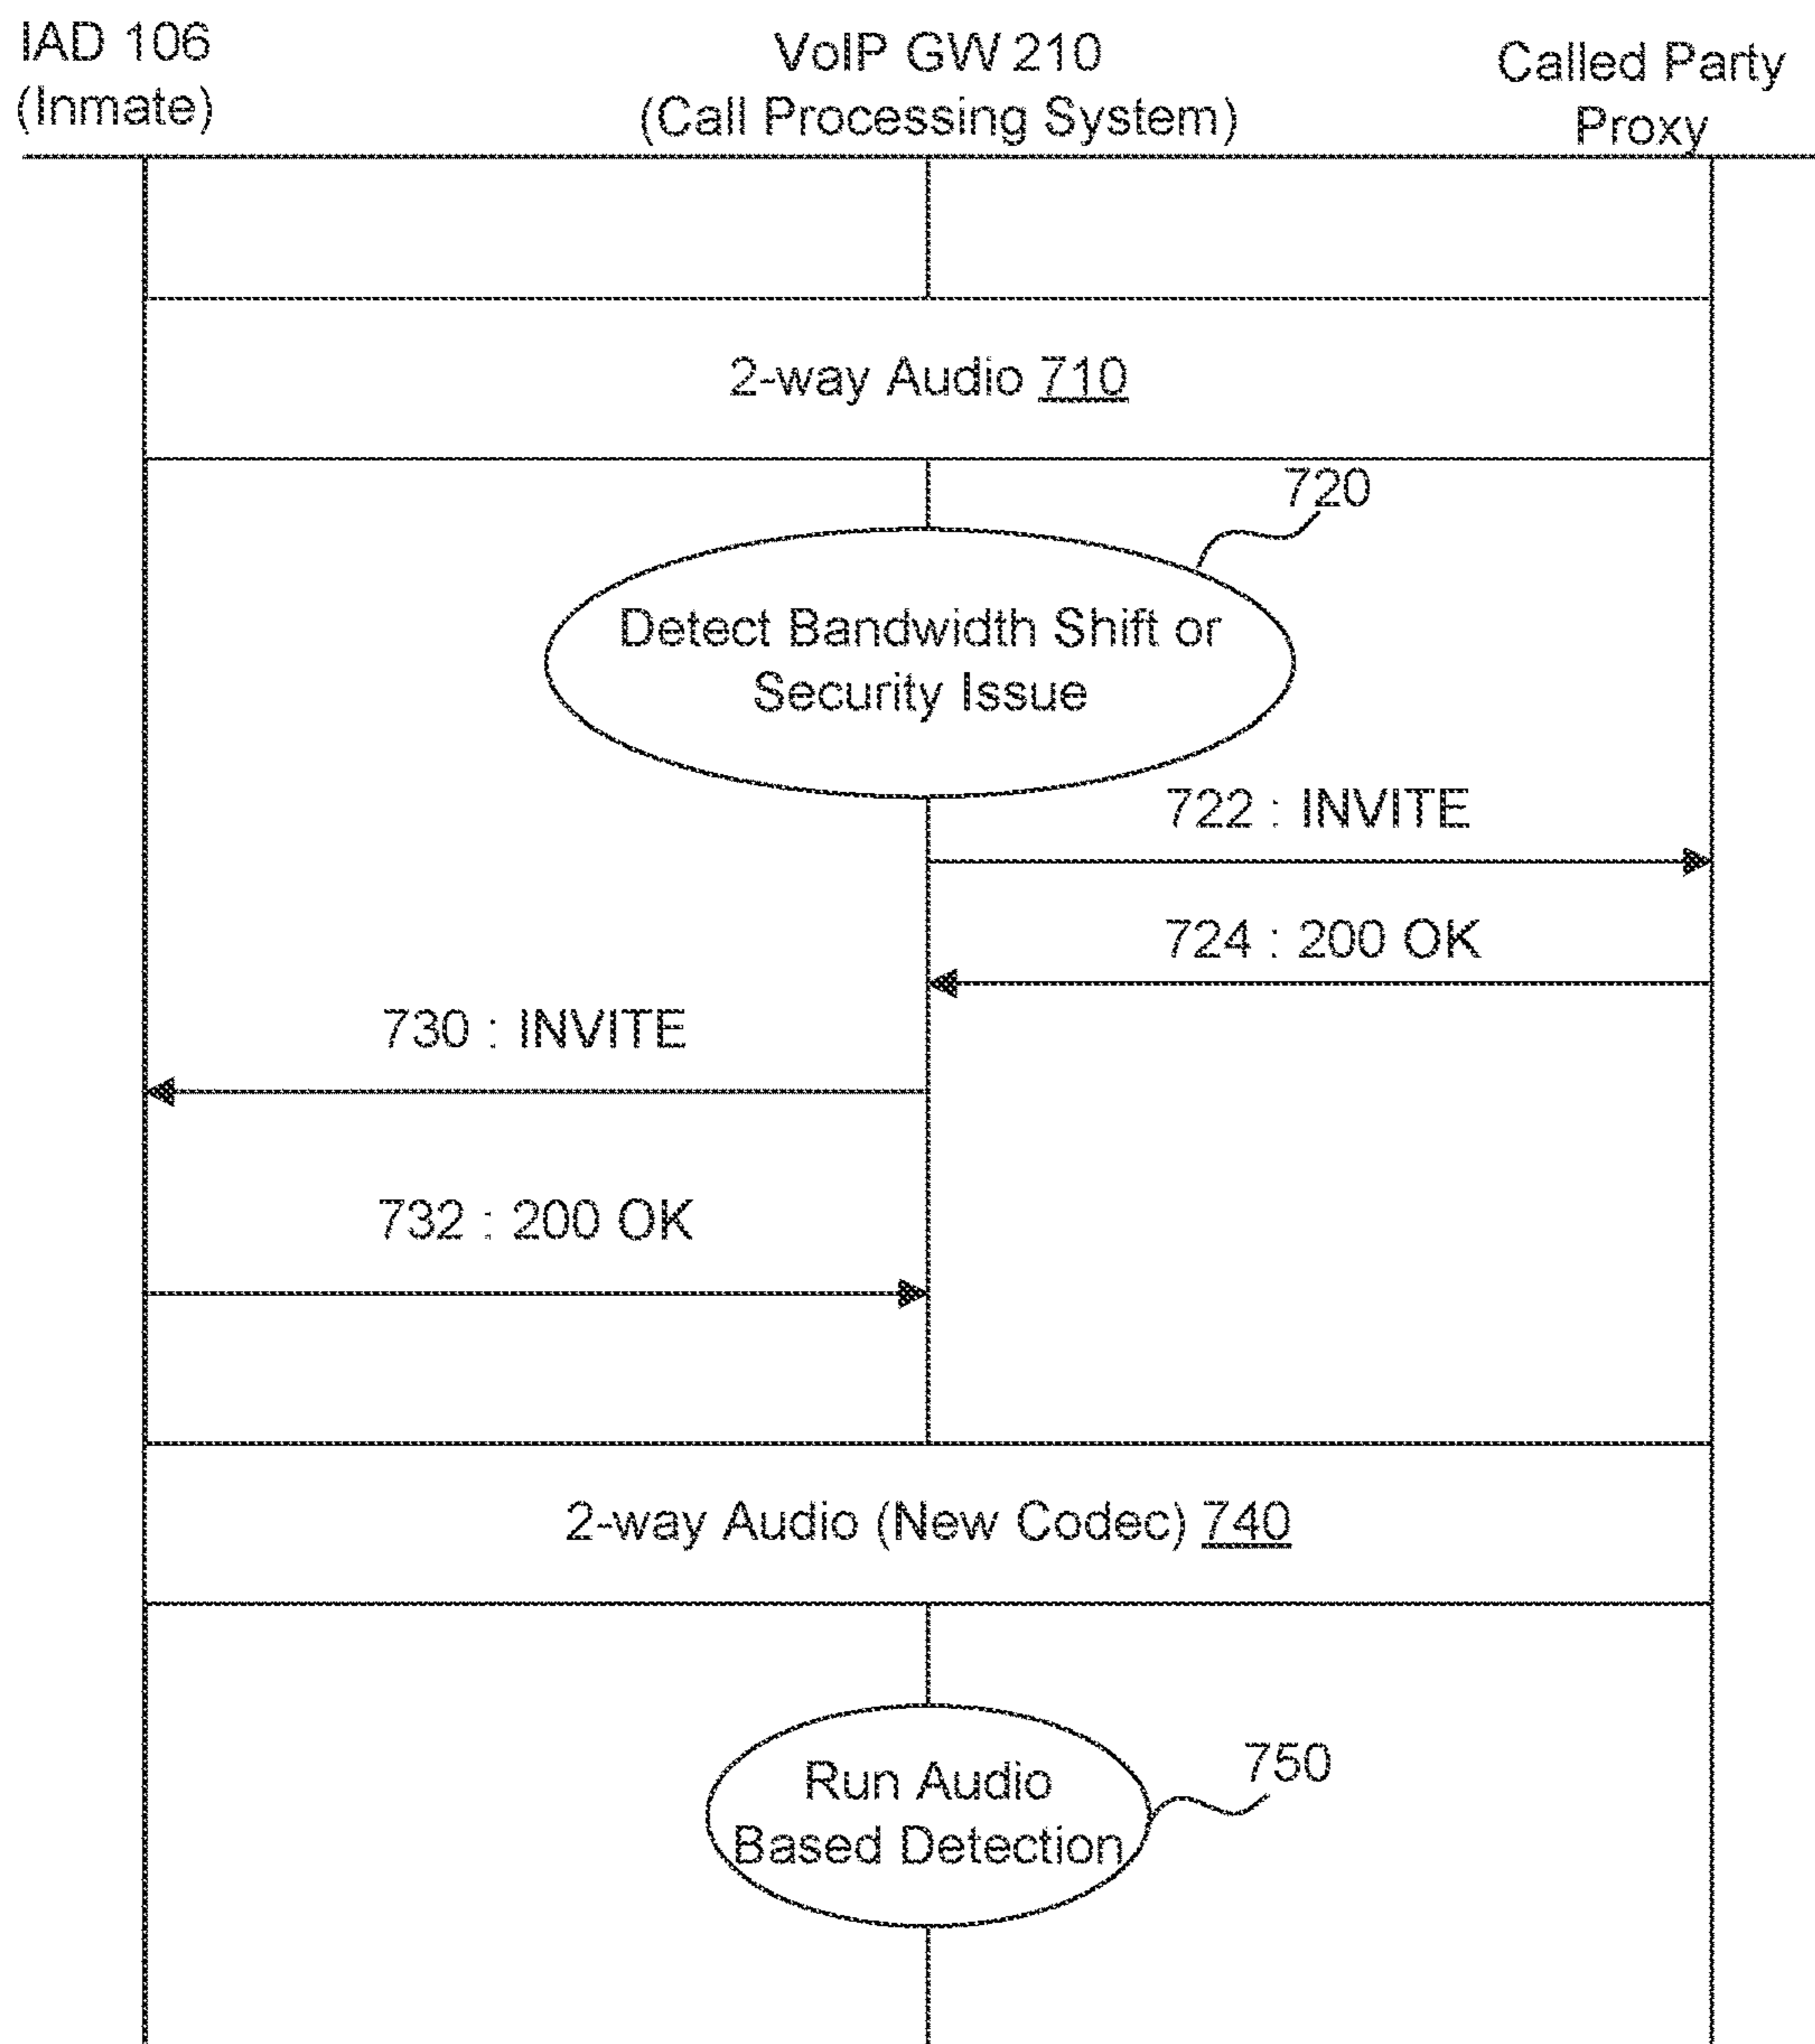 IAD 106
(Inmate)
VoIP GW 210
(Call Processing System)
Called Party
Proxy
2-way Audio 710
720
Detect Bandwidth Shift or
Security Issue
722 : INVITE
724 : 200 OK
730 : INVITE
732 : 200 OK
2-way Audio (New Codec) 740
Run Audio
Based Detection
750